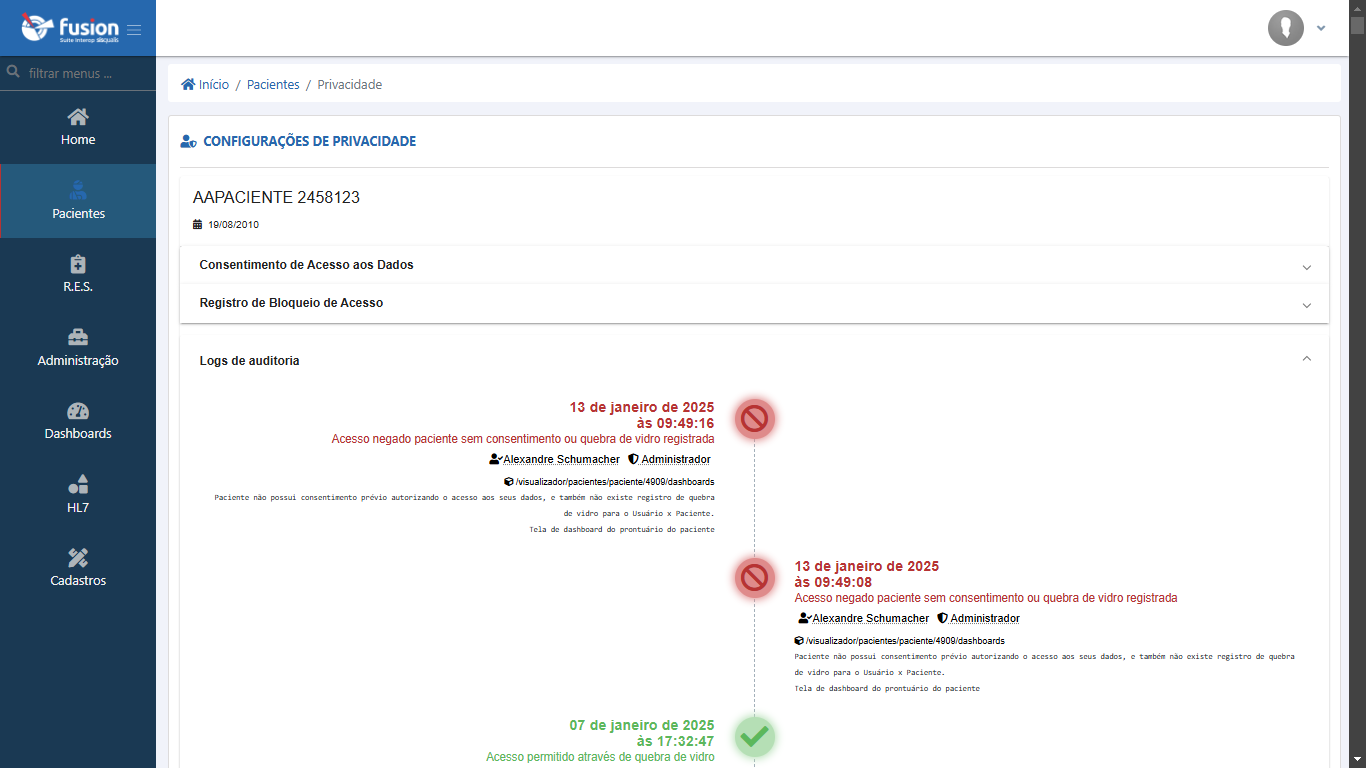 fusion
Suite Interop
filtrar menus ...
Home
Pacientes
R.E.S.
Administração
Dashboards
HL7
Cadastros
Início / Pacientes / Privacidade
CONFIGURAÇÕES DE PRIVACIDADE
AAPACIENTE 2458123
19/08/2010
Consentimento de Acesso aos Dados
Registro de Bloqueio de Acesso
Logs de auditoria
13 de janeiro de 2025
às 09:49:16
Acesso negado paciente sem consentimento ou quebra de vidro registrada
Alexandre Schumacher Administrador
/visualizador/pacientes/paciente/4909/dashboards
Paciente não possui consentimento prévio autorizando o acesso aos seus dados, e também não existe registro de quebra
de vidro para o Usuário x Paciente.
Tela de dashboard do prontuário do paciente
13 de janeiro de 2025
às 09:49:08
Acesso negado paciente sem consentimento ou quebra de vidro registrada
Alexandre Schumacher Administrador
/visualizador/pacientes/paciente/4909/dashboards
Paciente não possui consentimento prévio autorizando o acesso aos seus dados, e também não existe registro de quebra
de vidro para o Usuário x Paciente.
Tela de dashboard do prontuário do paciente
07 de janeiro de 2025
às 17:32:47
Acesso permitido através de quebra de vidro